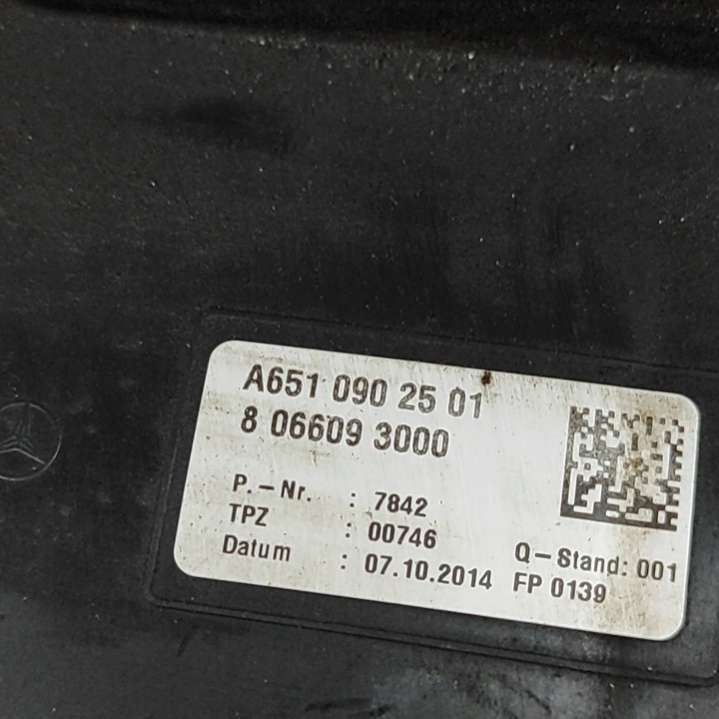 A651 090 25 01
8 06609 3000
P.-Nr. : 7842
TPZ : 00746
Q-Stand: 001
Datum : 07.10.2014 FP 0139